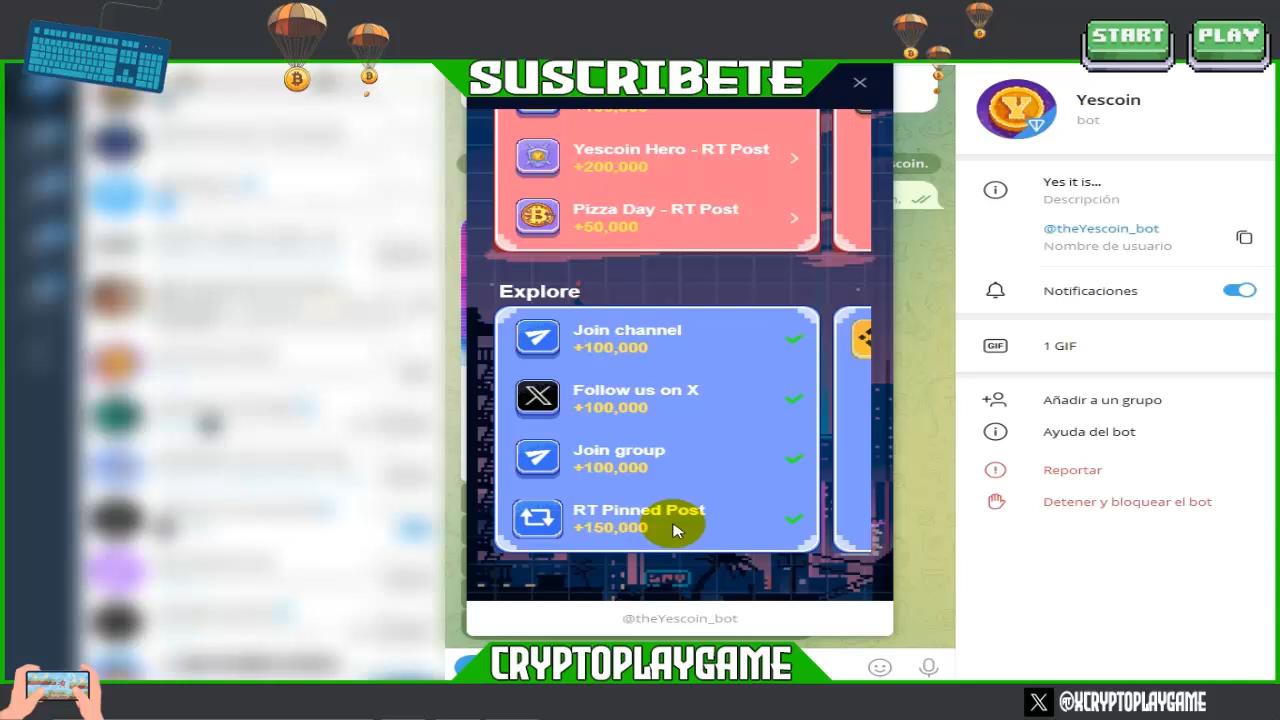 START
PLAY
SUSCRIBETE
Yescoin Hero - RT Post
+200,000
Pizza Day - RT Post
+50,000
Explore
Join channel
+100,000
Follow us on X
+100,000
Join group
+100,000
RT Pinned Post
+150,000
@theYescoin_bot
coin.
Yescoin
bot
Yes it is...
Descripción
@theYescoin_bot
Nombre de usuario
Notificaciones
GIF
1 GIF
Añadir a un grupo
Ayuda del bot
Reportar
Detener y bloquear el bot
CRYPTOPLAYGAME
@XCRYPTOPLAYGAME